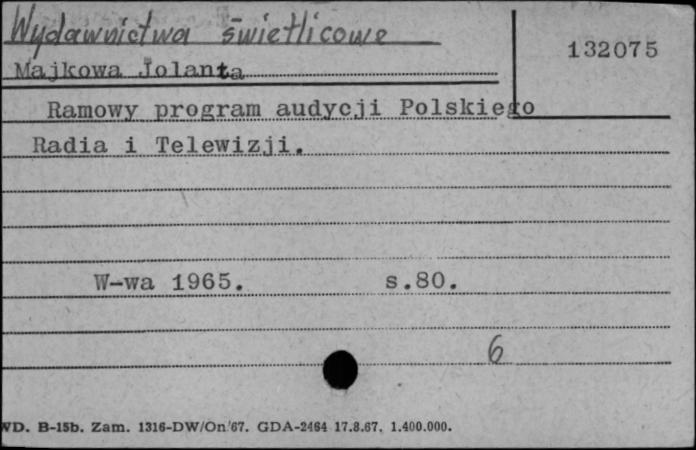 Wydawnictwa świetlicowe
132075
Majkowa Jolanta
Ramowy program audycji Polskiego
Radia i Telewizji.
W-wa 1965. s.80.
6
WD. B-15b. Zam. 1316-DW/On/67. GDA-2464 17.8.67. 1.400.000.